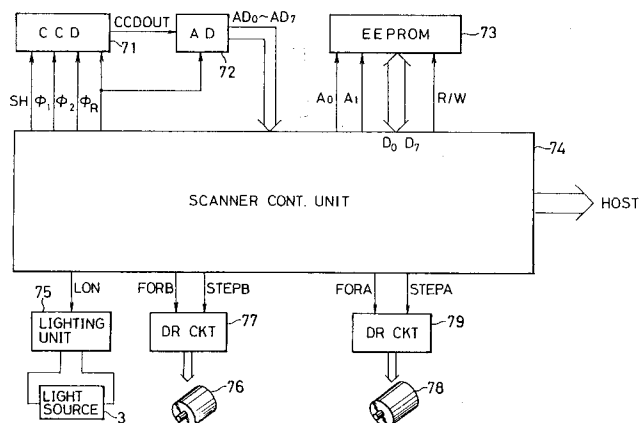 CCD
71
CCDOUT
AD
72
AD₀~AD₇
EEPROM
73
SH
Φ₁
Φ₂
Φ_R
A₀
A₁
D₀ D₇
R/W
74
SCANNER CONT. UNIT
HOST
LON
FORB
STEPB
FORA
STEPA
75
LIGHTING
UNIT
DR CKT
77
DR CKT
79
LIGHT
SOURCE
3
76
78